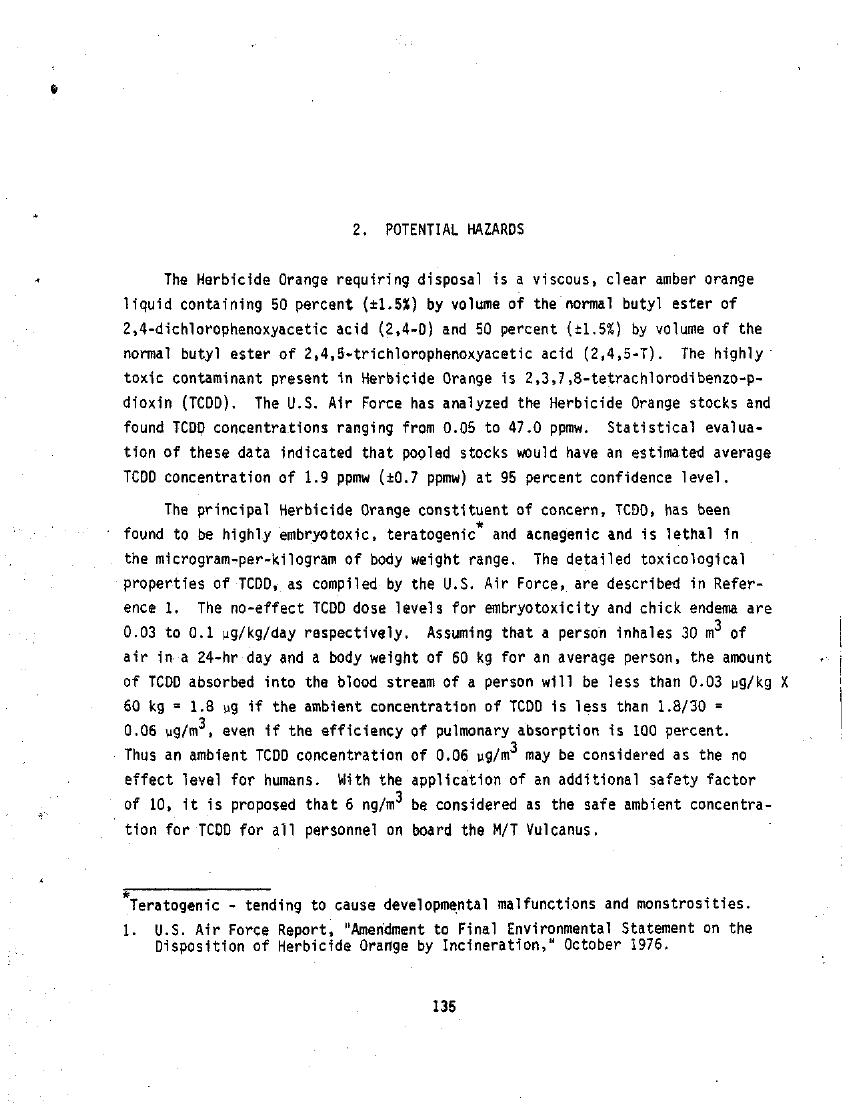 2. POTENTIAL HAZARDS
The Herbicide Orange requiring disposal is a viscous, clear amber orange
liquid containing 50 percent (±1.5%) by volume of the normal butyl ester of
2,4-dichlorophenoxyacetic acid (2,4-D) and 50 percent (±1.5%) by volume of the
normal butyl ester of 2,4,5-trichlorophenoxyacetic acid (2,4,5-T). The highly
toxic contaminant present in Herbicide Orange is 2,3,7,8-tetrachlorodibenzo-p-
dioxin (TCDD). The U.S. Air Force has analyzed the Herbicide Orange stocks and
found TCDD concentrations ranging from 0.05 to 47.0 ppmw. Statistical evalua-
tion of these data indicated that pooled stocks would have an estimated average
TCDD concentration of 1.9 ppmw (±0.7 ppmw) at 95 percent confidence level.
The principal Herbicide Orange constituent of concern, TCDD, has been
found to be highly embryotoxic, teratogenic* and acnegenic and is lethal in
the microgram-per-kilogram of body weight range. The detailed toxicological
properties of TCDD, as compiled by the U.S. Air Force, are described in Refer-
ence 1. The no-effect TCDD dose levels for embryotoxicity and chick endema are
0.03 to 0.1 µg/kg/day respectively. Assuming that a person inhales 30 m³ of
air in a 24-hr day and a body weight of 60 kg for an average person, the amount
of TCDD absorbed into the blood stream of a person will be less than 0.03 µg/kg X
60 kg = 1.8 µg if the ambient concentration of TCDD is less than 1.8/30 =
0.06 µg/m³, even if the efficiency of pulmonary absorption is 100 percent.
Thus an ambient TCDD concentration of 0.06 µg/m³ may be considered as the no
effect level for humans. With the application of an additional safety factor
of 10, it is proposed that 6 ng/m³ be considered as the safe ambient concentra-
tion for TCDD for all personnel on board the M/T Vulcanus.
*Teratogenic - tending to cause developmental malfunctions and monstrosities.
1. U.S. Air Force Report, "Amendment to Final Environmental Statement on the
Disposition of Herbicide Orange by Incineration," October 1976.
135